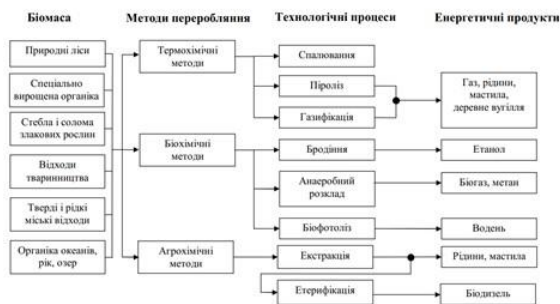 Біомаса
Методи переробляння
Технологічні процеси
Енергетичні продукти
Природні ліси
Спеціально
вирощена органіка
Стебла і солома
злакових рослин
Відходи
тваринництва
Тверді і рідкі
міські відходи
Органіка океанів,
рік, озер
Термохімічні
методи
Біохімічні
методи
Агрохімічні
методи
Спалювання
Піроліз
Газифікація
Бродіння
Анаеробний
розклад
Біофотоліз
Екстракція
Етерифікація
Газ, рідини,
мастила,
деревне вугілля
Етанол
Біогаз, метан
Водень
Рідини, мастила
Біодизель